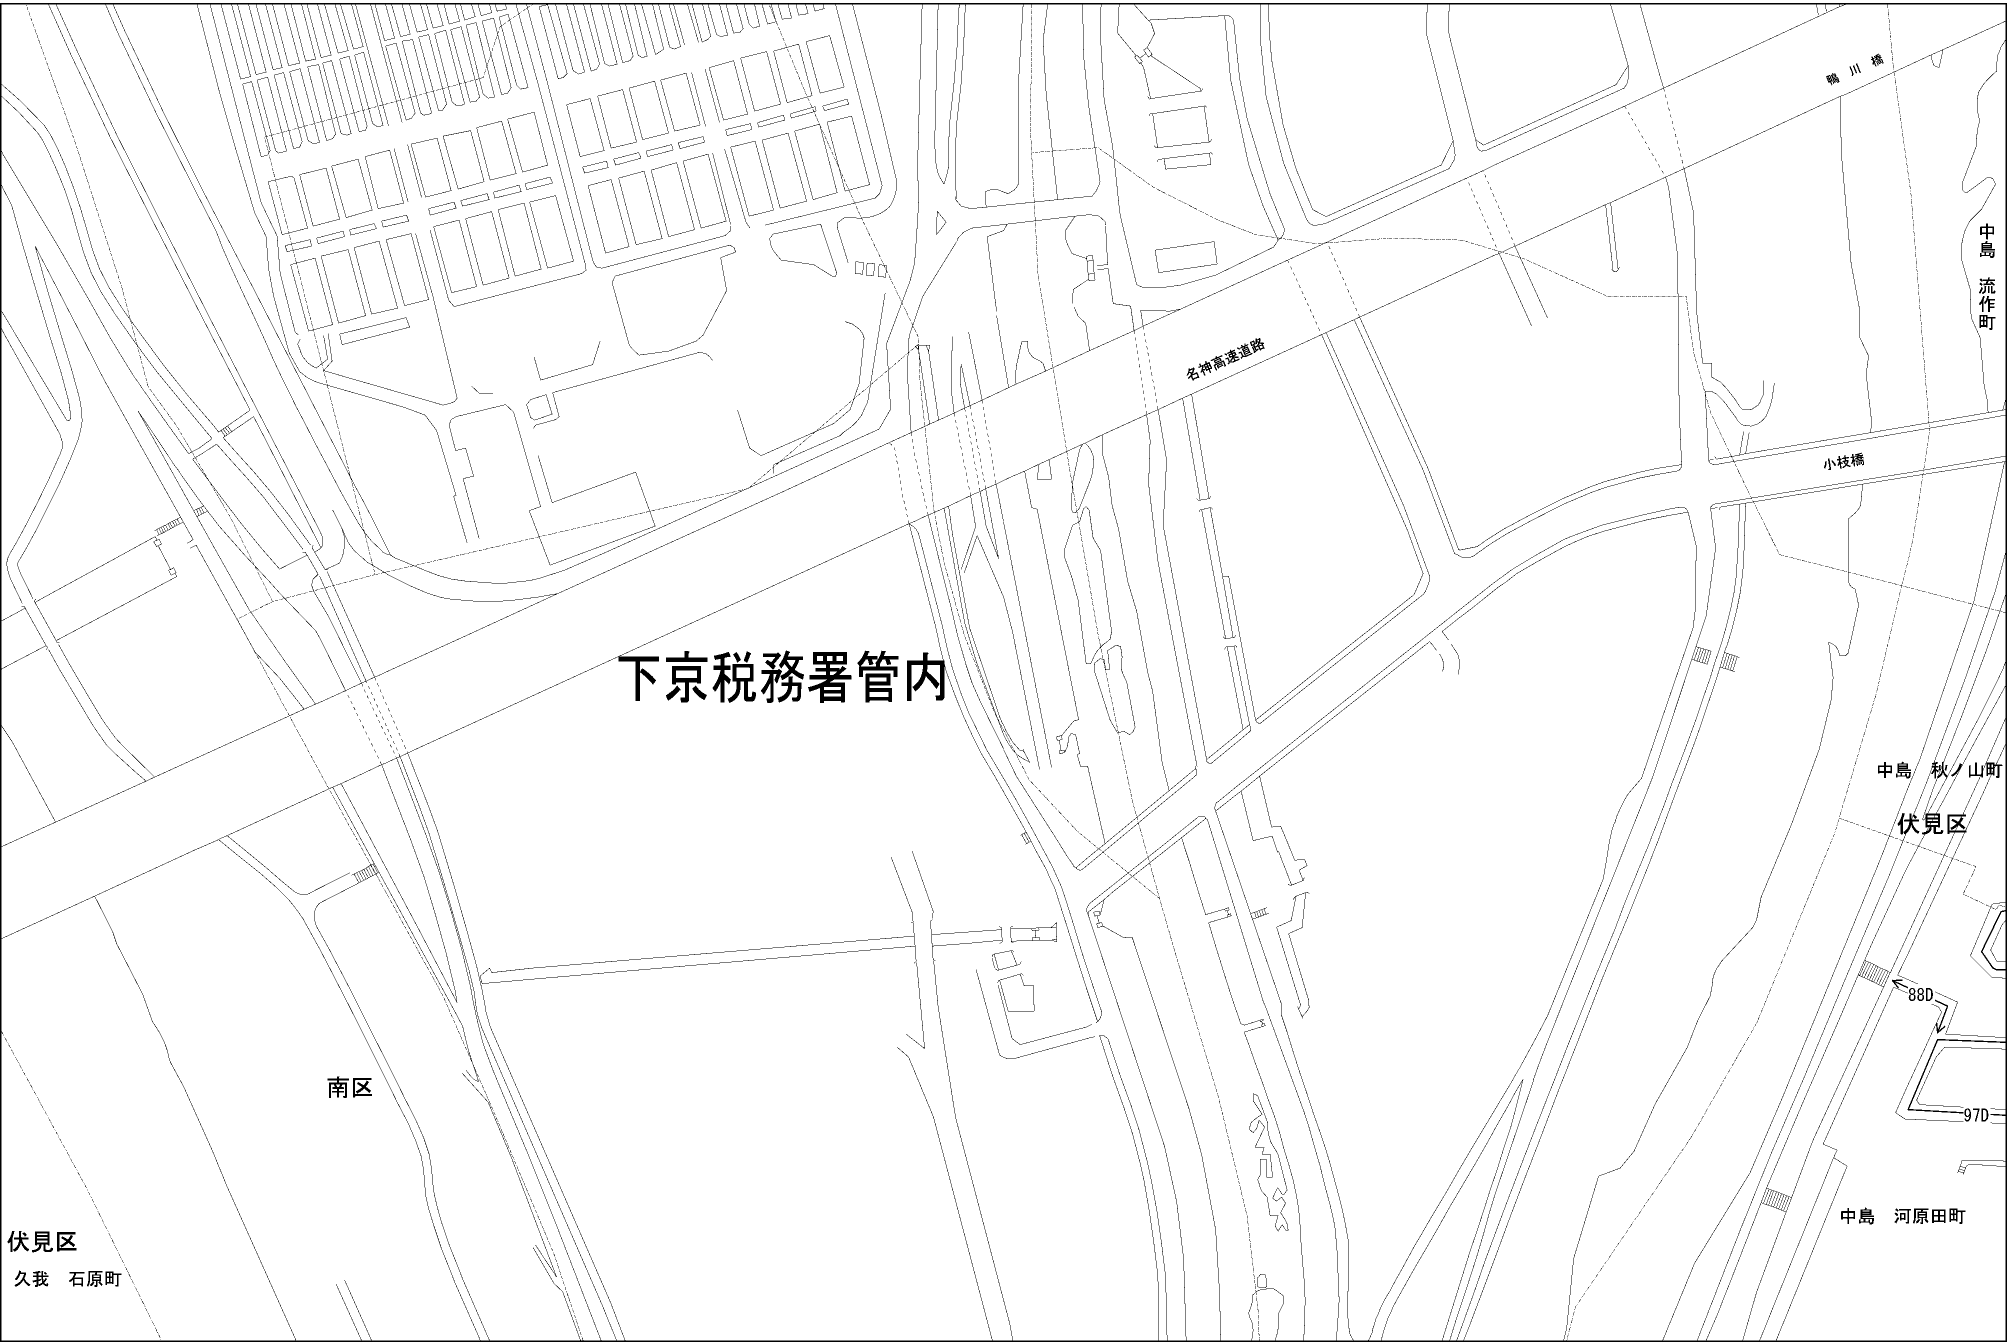 鴨川橋
中島　流作町
名神高速道路
小枝橋
下京税務署管内
中島　秋ノ山町
伏見区
88D
南区
97D
中島　河原田町
伏見区
久我　石原町